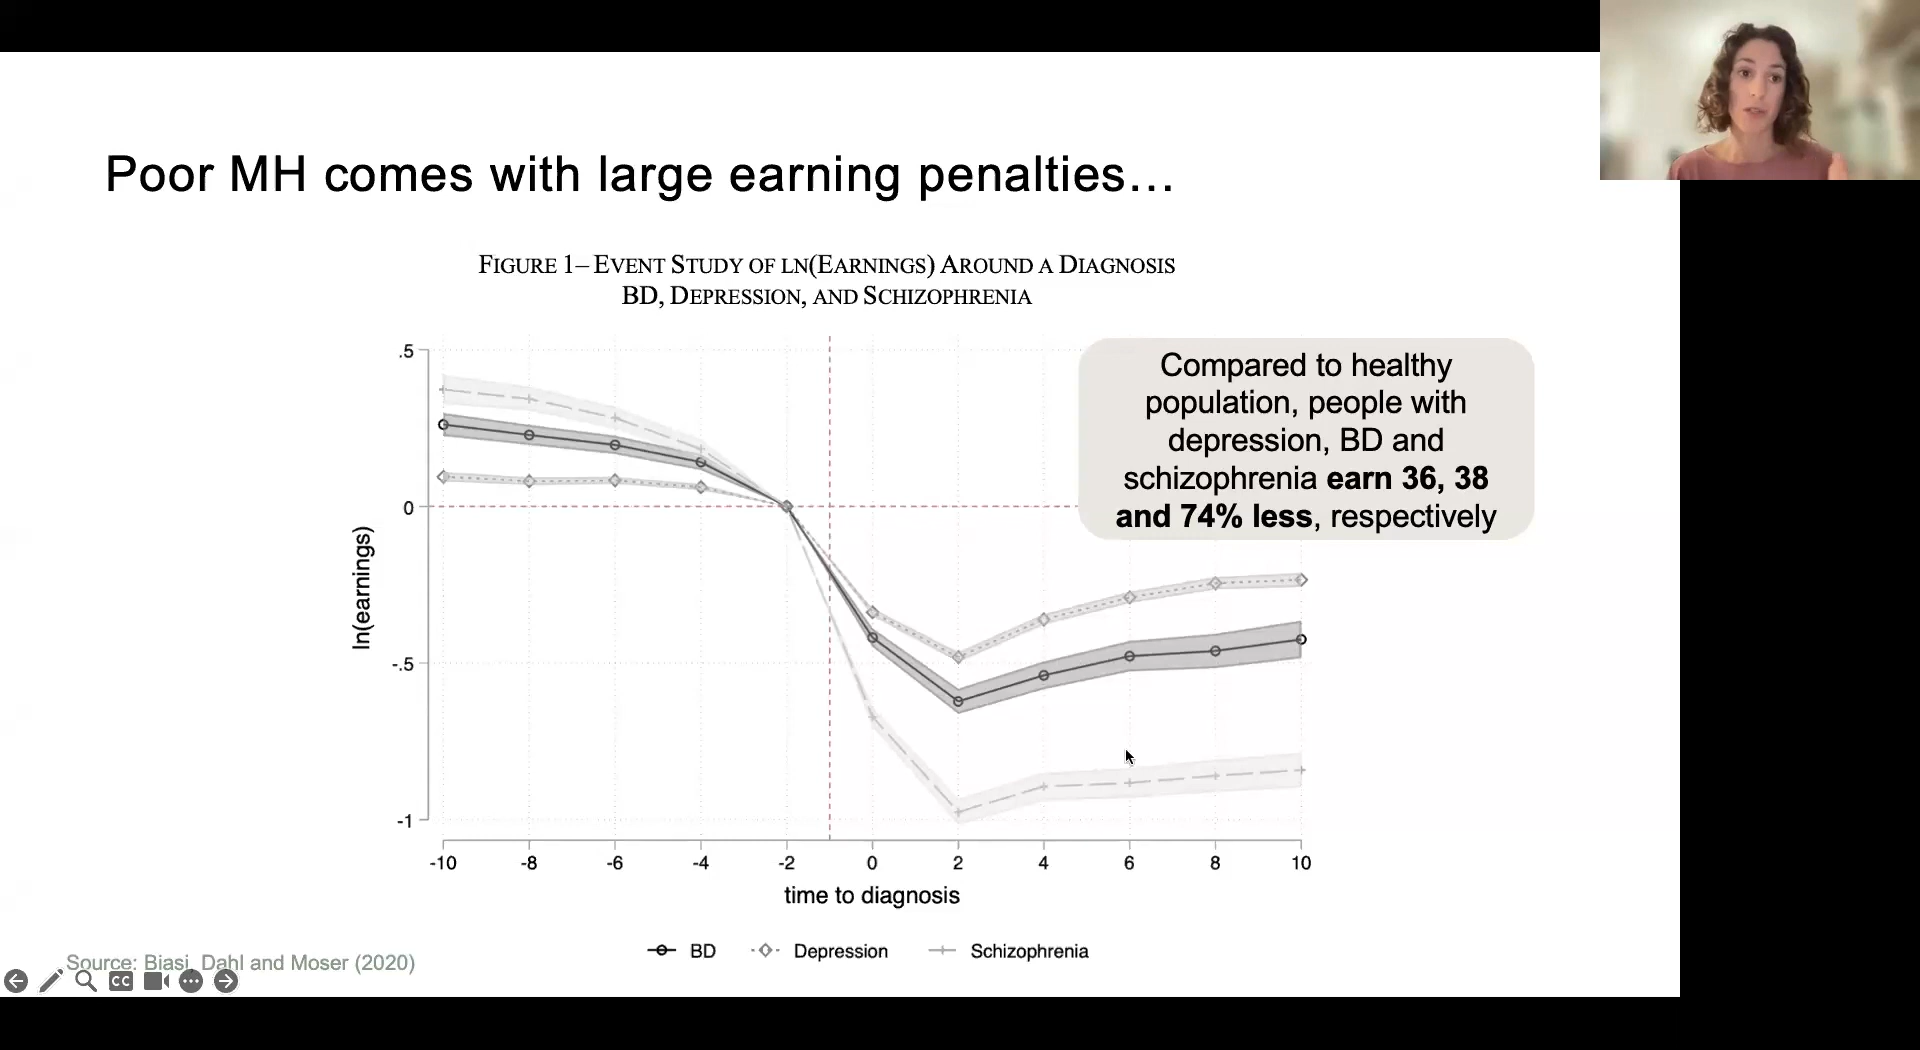 Poor MH comes with large earning penalties…
FIGURE 1– EVENT STUDY OF LN(EARNINGS) AROUND A DIAGNOSIS
BD, DEPRESSION, AND SCHIZOPHRENIA
Compared to healthy
population, people with
depression, BD and
schizophrenia earn 36, 38
and 74% less, respectively
ln(earnings)
.5
0
-.5
-1
-10 -8 -6 -4 -2 0 2 4 6 8 10
time to diagnosis
BD Depression Schizophrenia
Source: Biasi, Dahl and Moser (2020)
CC